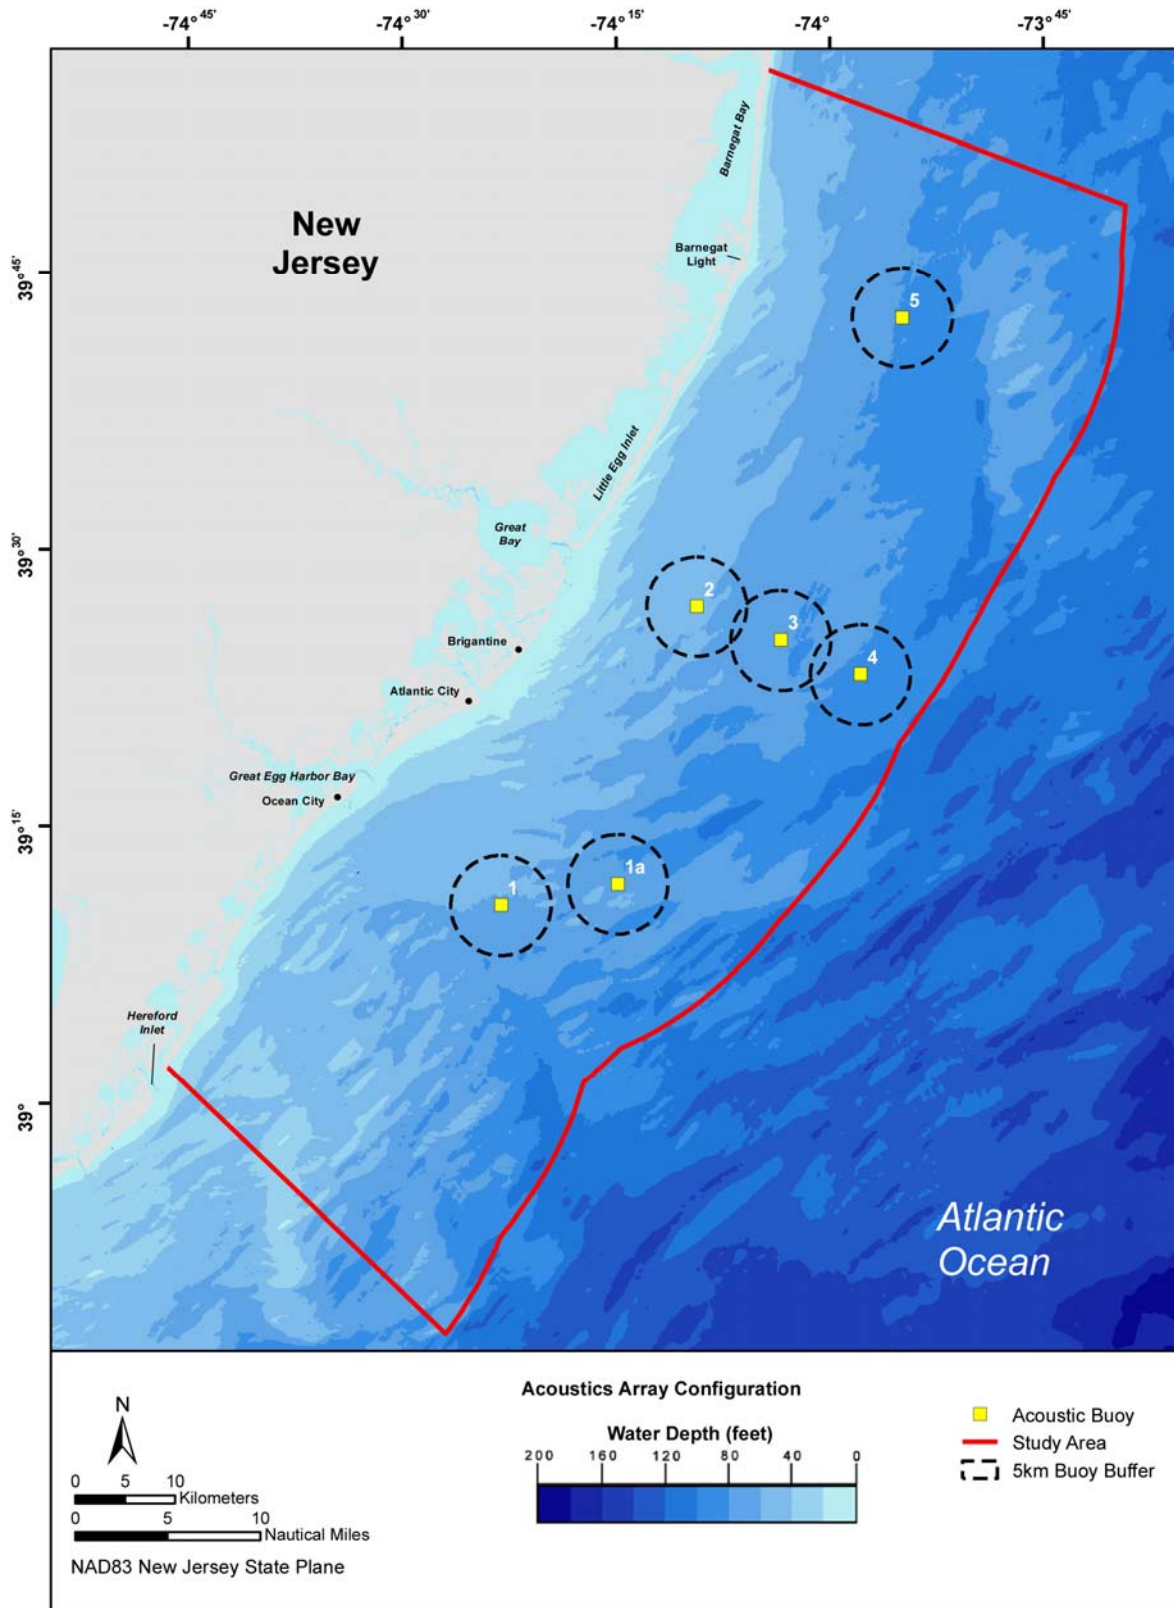 -74° 45'
-74° 30'
-74° 15'
-74°
-73° 45'
Barnegat Bay
New
Jersey
39° 45'
Barnegat
Light
5
Little Egg Inlet
Great
Bay
39° 30'
2
3
4
Brigantine
Atlantic City
Great Egg Harbor Bay
Ocean City
39° 15'
1
1a
Hereford
Inlet
39°
Atlantic
Ocean
Acoustics Array Configuration
Water Depth (feet)
200 160 120 80 40 0
Acoustic Buoy
Study Area
5km Buoy Buffer
N
0 5 10
Kilometers
0 5 10
Nautical Miles
NAD83 New Jersey State Plane